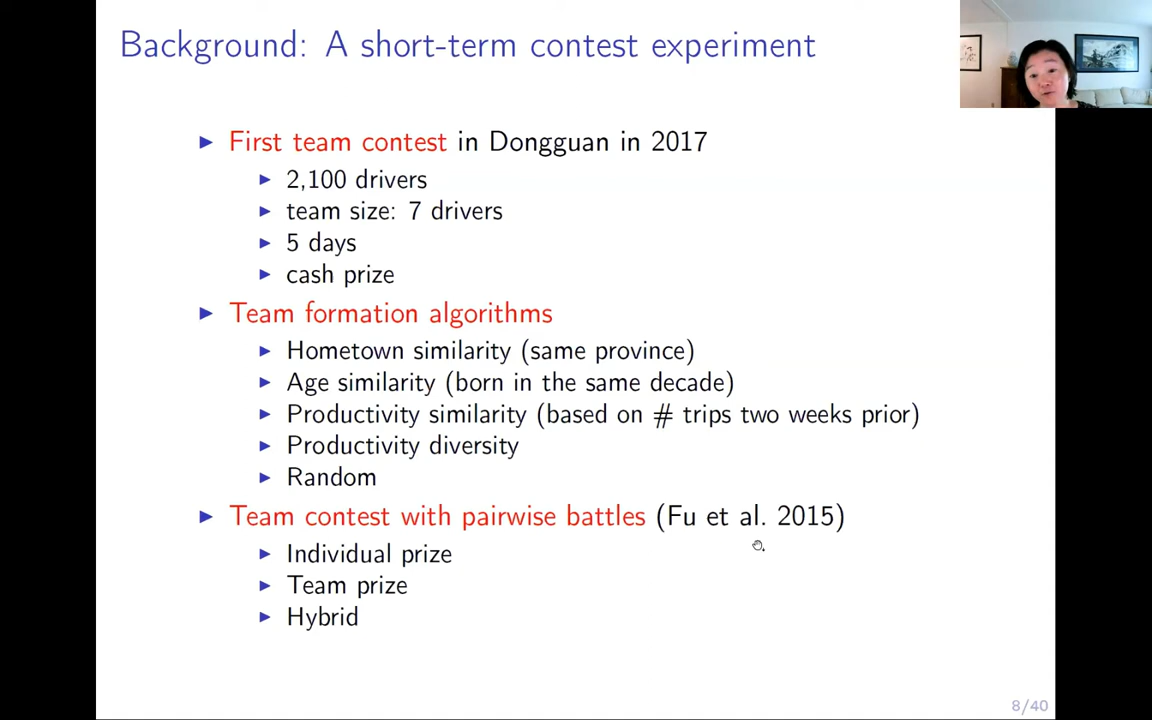 Background: A short-term contest experiment
First team contest in Dongguan in 2017
2,100 drivers
team size: 7 drivers
5 days
cash prize
Team formation algorithms
Hometown similarity (same province)
Age similarity (born in the same decade)
Productivity similarity (based on # trips two weeks prior)
Productivity diversity
Random
Team contest with pairwise battles (Fu et al. 2015)
Individual prize
Team prize
Hybrid
8/40